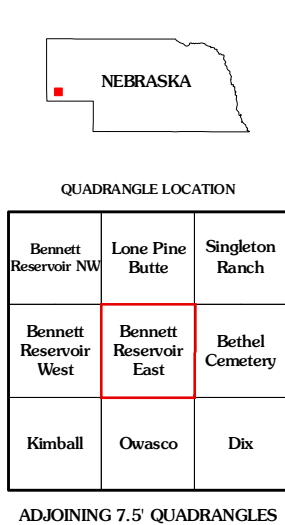 NEBRASKA
QUADRANGLE LOCATION
Bennett
Reservoir NW
Lone Pine
Butte
Singleton
Ranch
Bennett
Reservoir
West
Bennett
Reservoir
East
Bethel
Cemetery
Kimball
Owasco
Dix
ADJOINING 7.5' QUADRANGLES